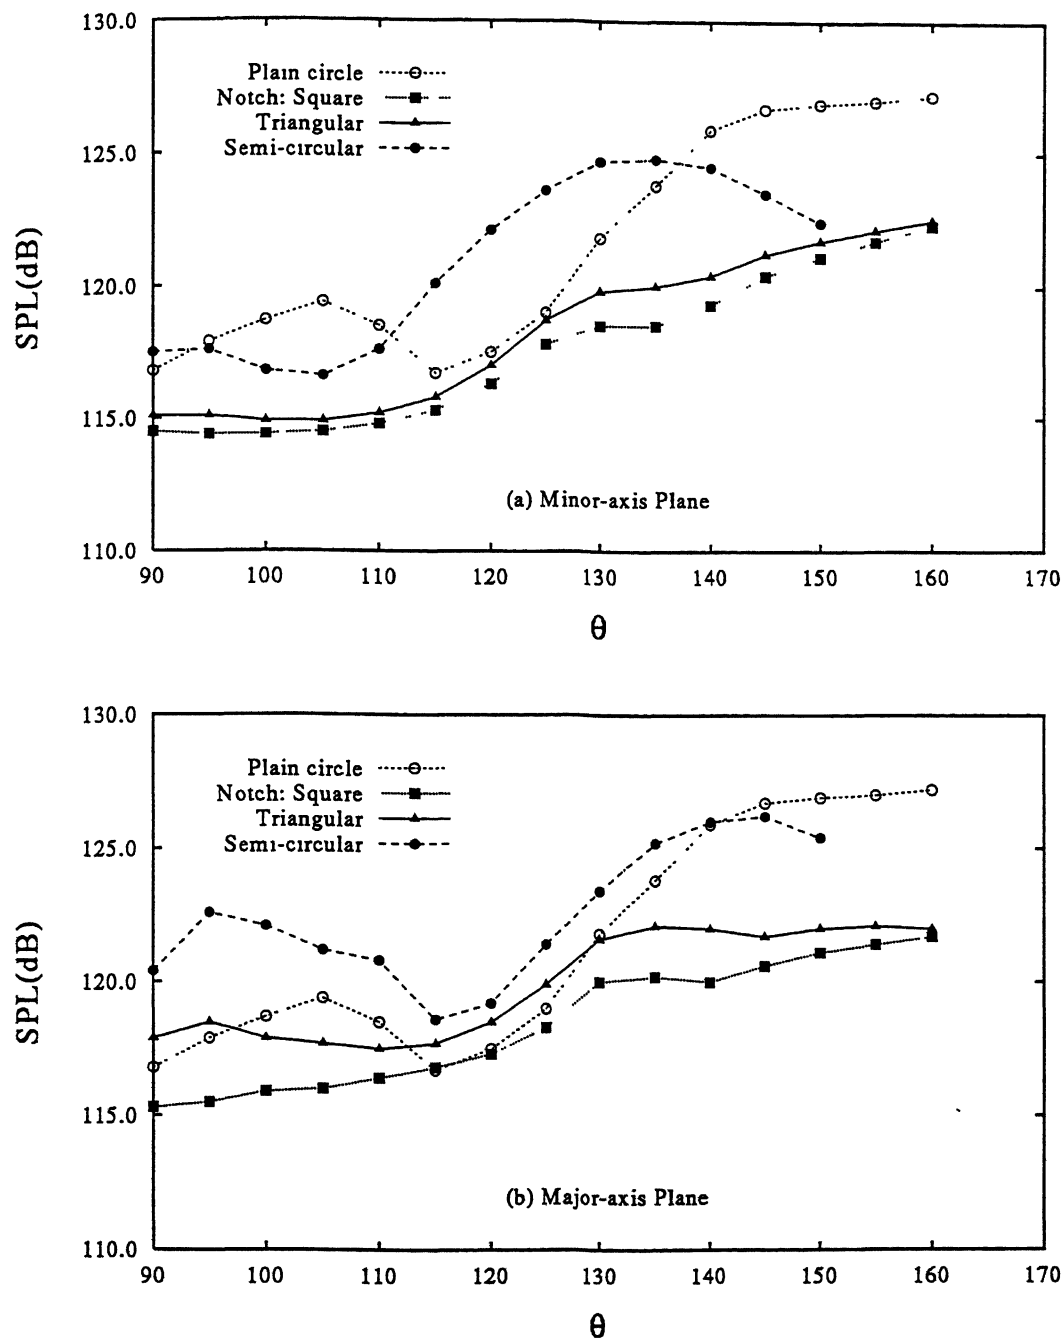 130.0
125.0
120.0
115.0
110.0
SPL(dB)
Plain circle
Notch: Square
Triangular
Semi-circular
(a) Minor-axis Plane
90 100 110 120 130 140 150 160 170
θ
130.0
125.0
120.0
115.0
110.0
SPL(dB)
Plain circle
Notch: Square
Triangular
Semi-circular
(b) Major-axis Plane
90 100 110 120 130 140 150 160 170
θ